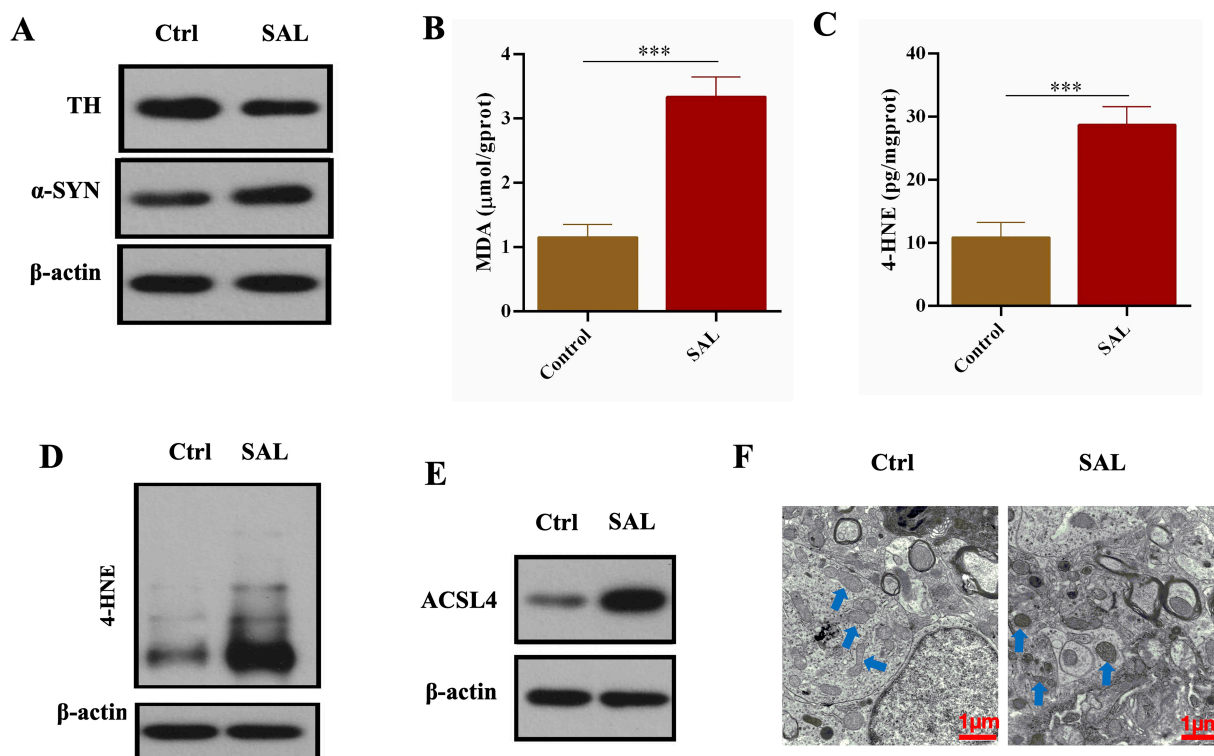 A
Ctrl SAL
TH
α-SYN
β-actin
B
***
MDA (μmol/gprot)
4
3
2
1
0
Control
SAL
C
***
4-HNE (pg/mgprot)
40
30
20
10
0
Control
SAL
D
Ctrl SAL
4-HNE
β-actin
E
Ctrl SAL
ACSL4
β-actin
F
Ctrl SAL
1μm
1μm